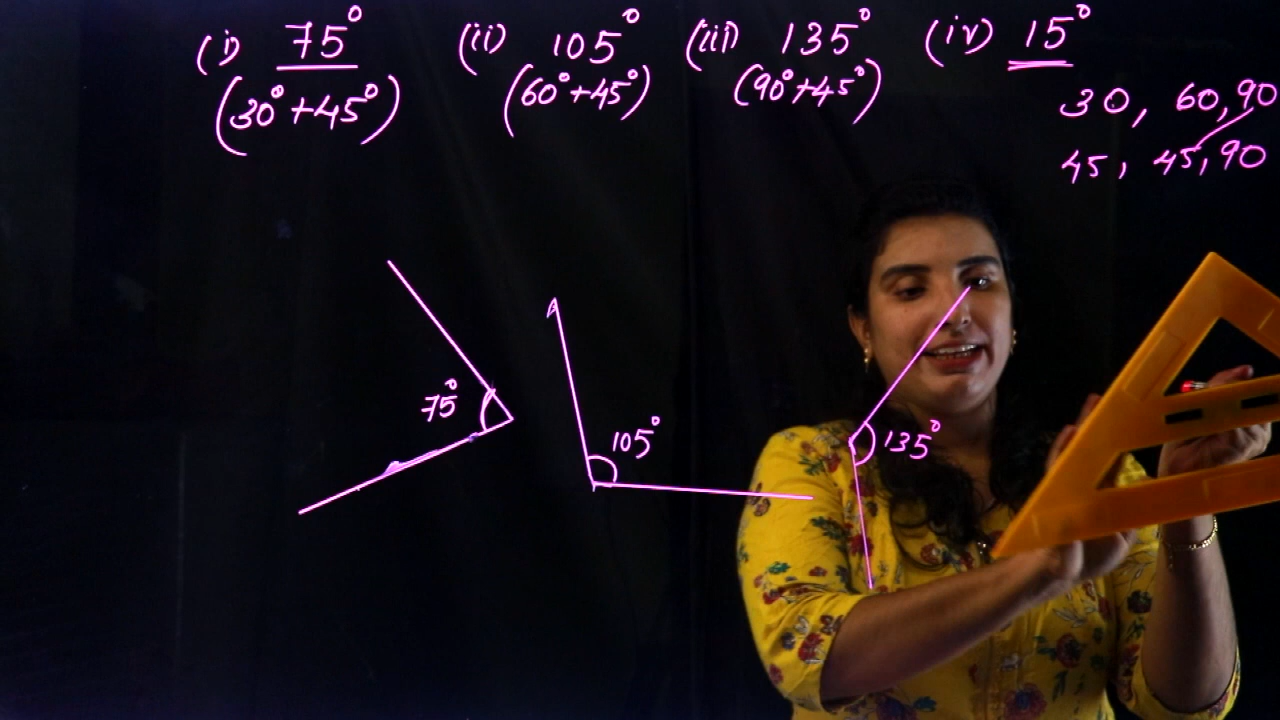 (i) 75° (ii) 105° (iii) 135° (iv) 15°
(30°+45°) (60°+45°) (90°+45°) 30, 60, 90
45, 45, 90
75°
105°
135°